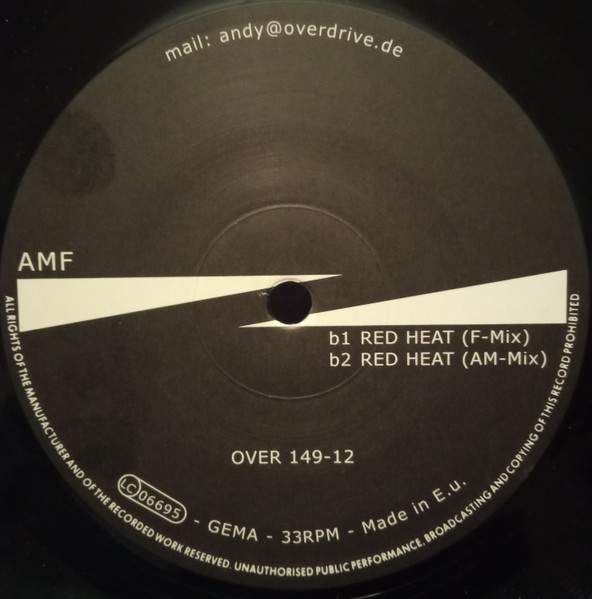 mail: andy@overdrive.de
AMF
b1 RED HEAT (F-Mix)
b2 RED HEAT (AM-Mix)
OVER 149-12
LC 06695 - GEMA - 33RPM - Made in E.u.
ALL RIGHTS OF THE MANUFACTURER AND OF THE RECORDED WORK RESERVED. UNAUTHORISED PUBLIC PERFORMANCE, BROADCASTING AND COPYING OF THIS RECORD PROHIBITED